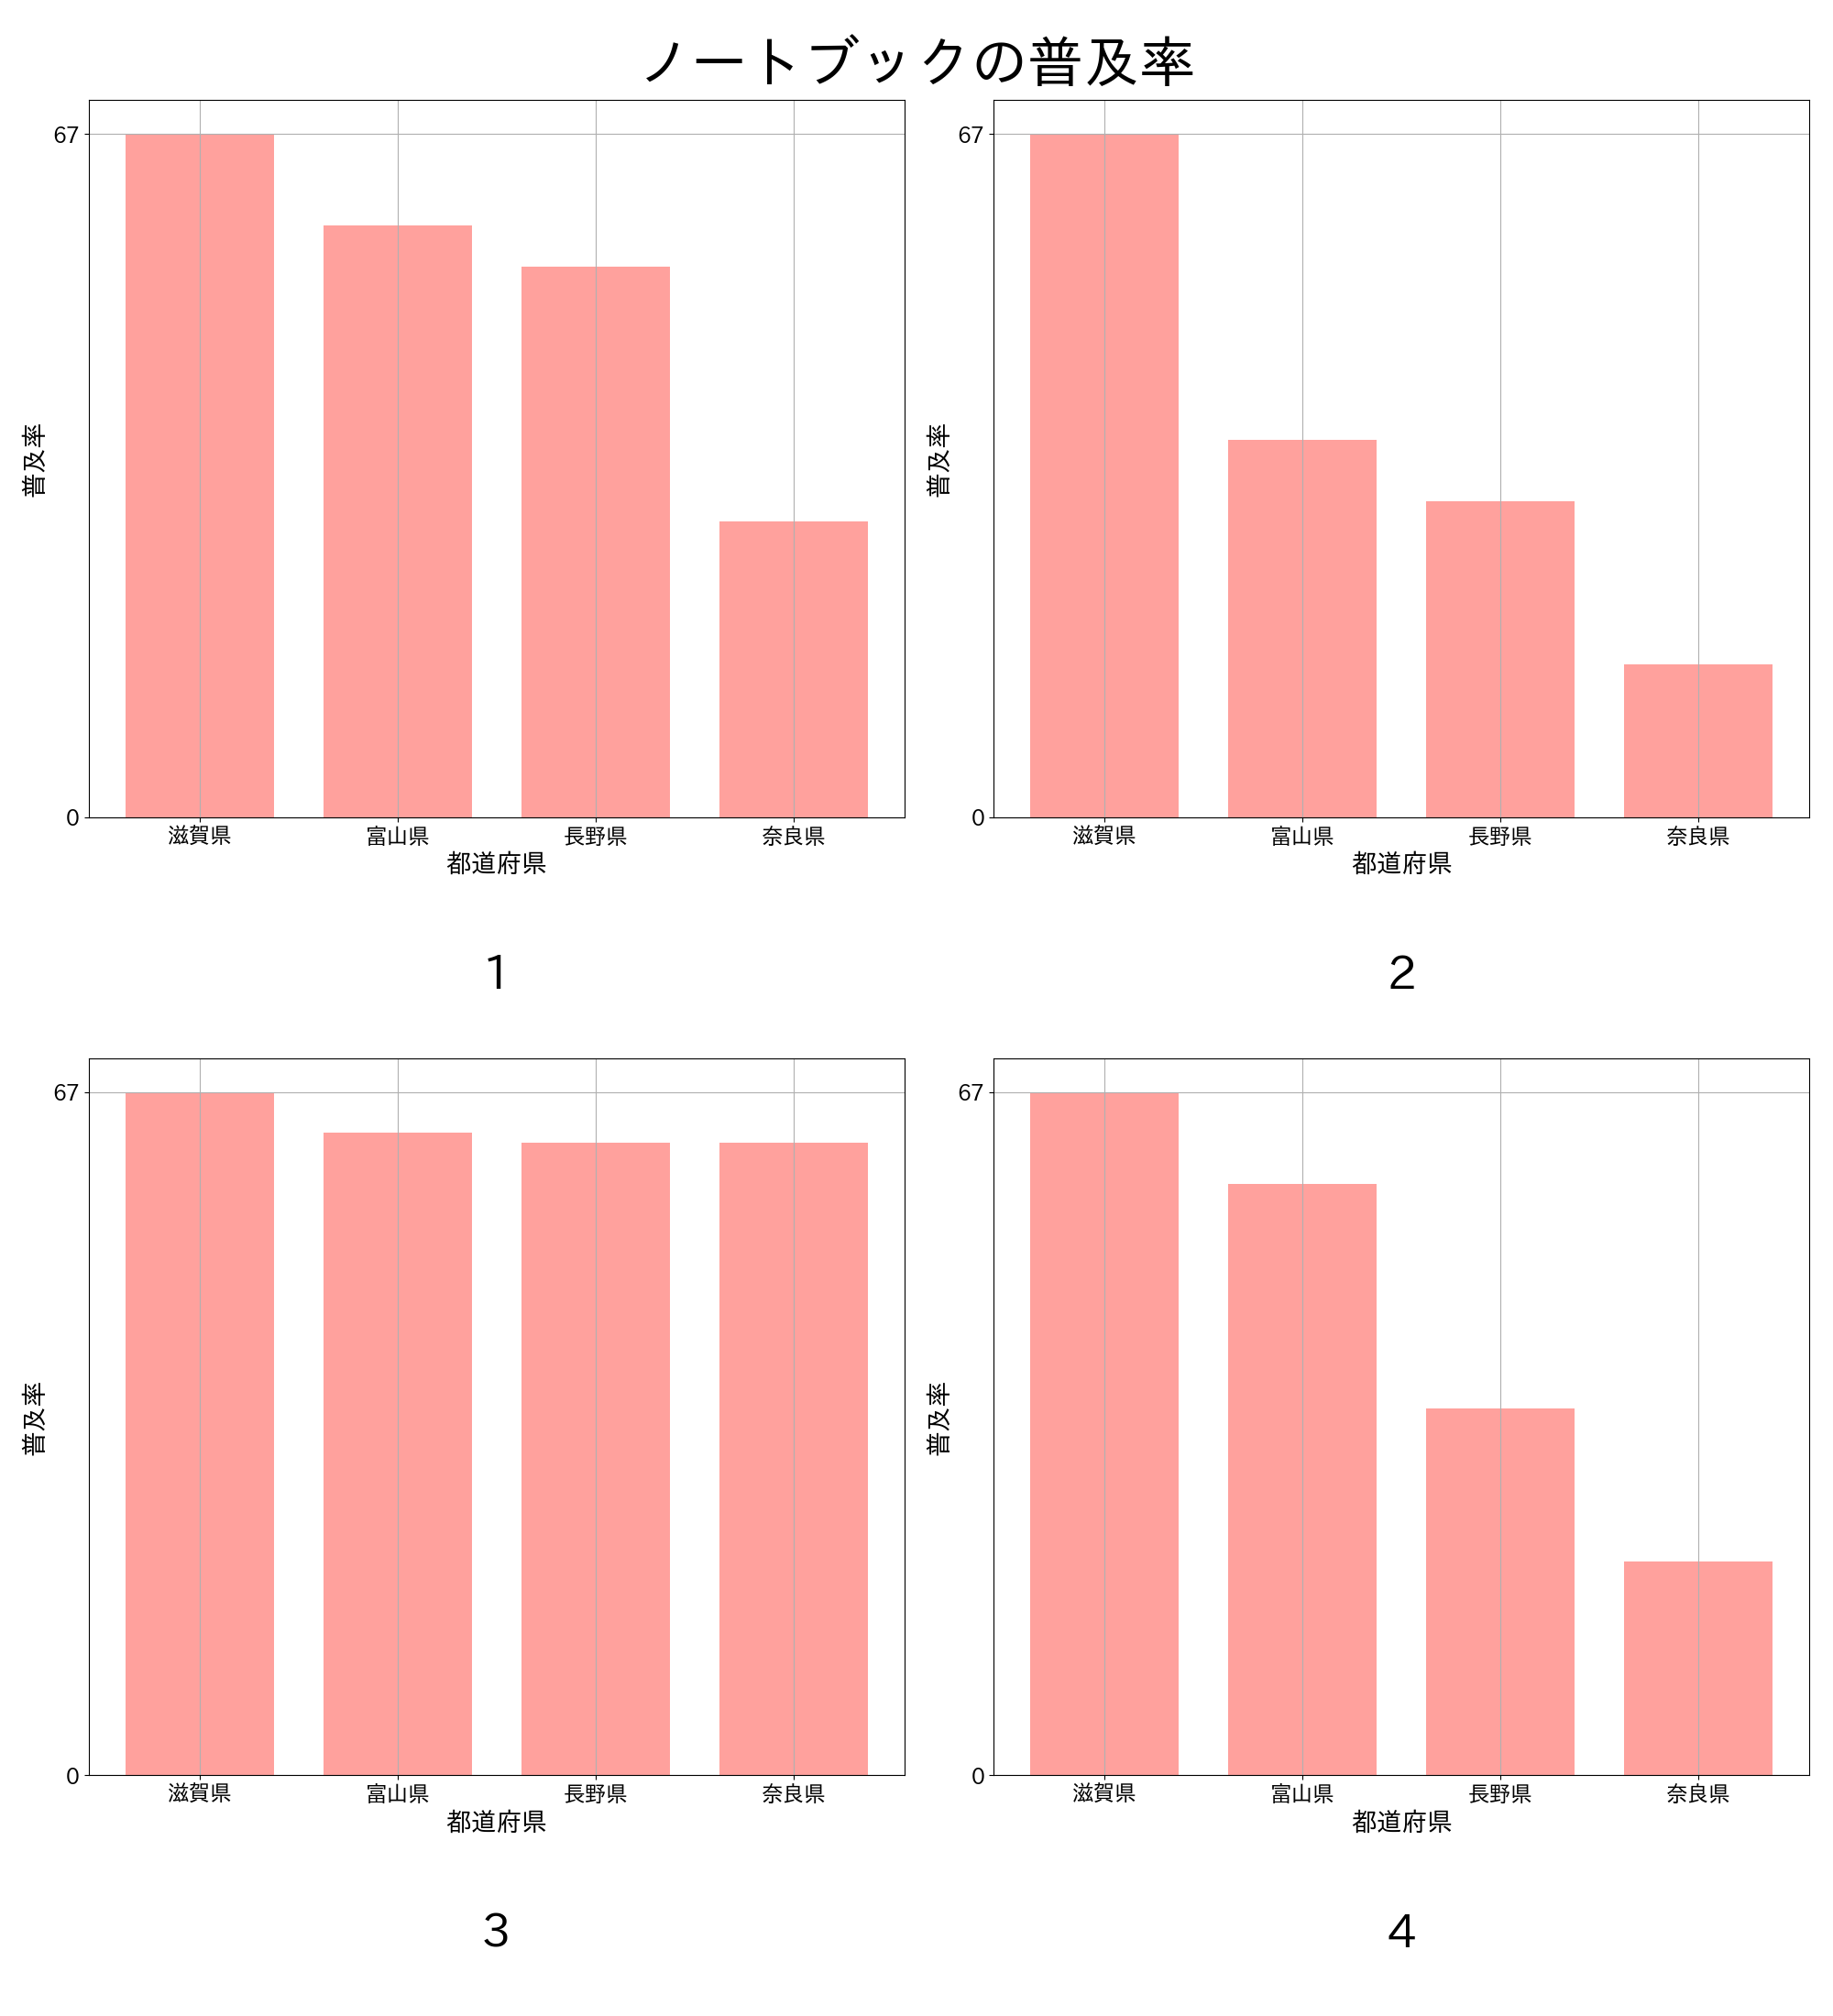 ノートブックの普及率
67
0
普及率
滋賀県 富山県 長野県 奈良県
都道府県
1
67
0
普及率
滋賀県 富山県 長野県 奈良県
都道府県
2
67
0
普及率
滋賀県 富山県 長野県 奈良県
都道府県
3
67
0
普及率
滋賀県 富山県 長野県 奈良県
都道府県
4